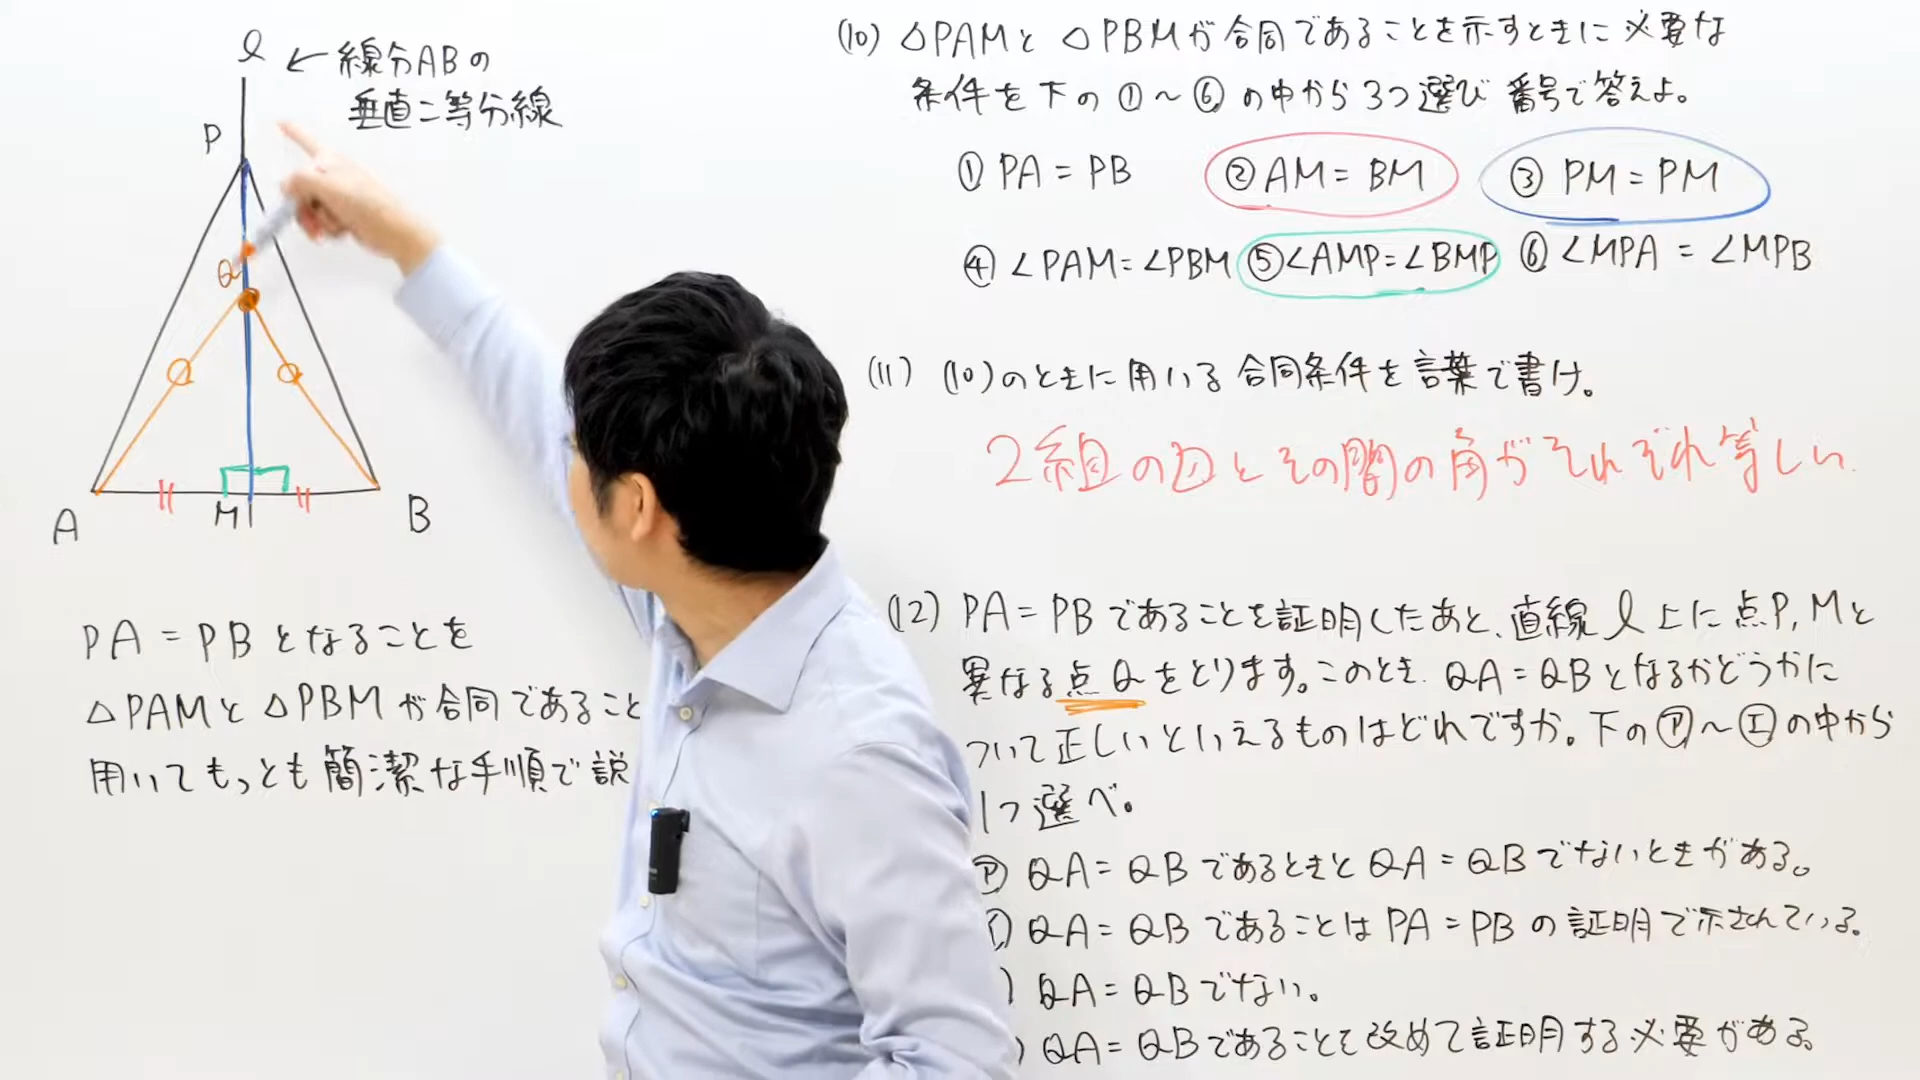 l ← 線分ABの
垂直二等分線
P
Q
A
M
B
PA = PB となることを
△PAMと △PBM が合同であること
用いてもっとも簡潔な手順で説
(10) △PAMと △PBMが合同であることを示すときに必要な
条件を下の①～⑥の中から3つ選び番号で答えよ。
① PA = PB ② AM = BM ③ PM = PM
④ ∠PAM = ∠PBM ⑤ ∠AMP = ∠BMP ⑥ ∠MPA = ∠MPB
(11) (10)のときに用いる合同条件を言葉で書け。
2組の辺とその間の角がそれぞれ等しい.
(12) PA = PB であることを証明したあと、直線 l 上に点P, Mと
異なる点Qをとります。このとき. QA = QB となるかどうかに
ついて正しいといえるものはどれですか。下の㋐～㋓の中から
1つ選べ。
㋐ QA = QB であるときと QA = QB でないときがある。
QA = QB であることは PA = PB の証明で示されている。
QA = QB でない。
QA = QB であることを改めて証明する必要がある。